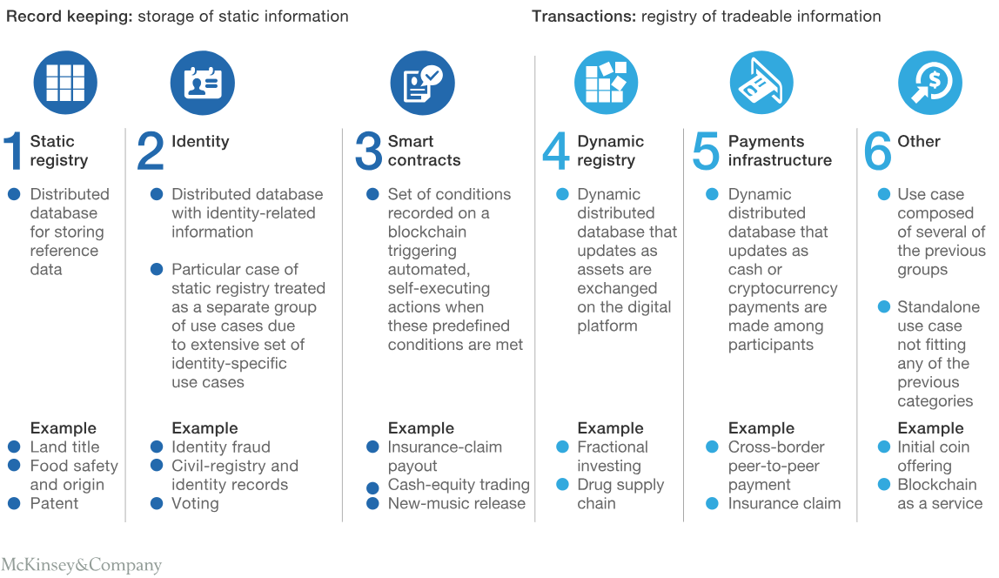 Record keeping: storage of static information
Transactions: registry of tradeable information
1 Static
registry
Distributed
database
for storing
reference
data
Example
Land title
Food safety
and origin
Patent
2 Identity
Distributed database
with identity-related
information
Particular case of
static registry treated
as a separate group
of use cases due
to extensive set of
identity-specific
use cases
Example
Identity fraud
Civil-registry and
identity records
Voting
3 Smart
contracts
Set of conditions
recorded on a
blockchain
triggering
automated,
self-executing
actions when
these predefined
conditions are met
Example
Insurance-claim
payout
Cash-equity trading
New-music release
$
4 Dynamic
registry
Dynamic
distributed
database that
updates as
assets are
exchanged
on the digital
platform
Example
Fractional
investing
Drug supply
chain
5 Payments
infrastructure
Dynamic
distributed
database that
updates as
cash or
cryptocurrency
payments are
made among
participants
Example
Cross-border
peer-to-peer
payment
Insurance claim
6 Other
Use case
composed
of several of
the previous
groups
Standalone
use case
not fitting
any of the
previous
categories
Example
Initial coin
offering
Blockchain
as a service
McKinsey&Company